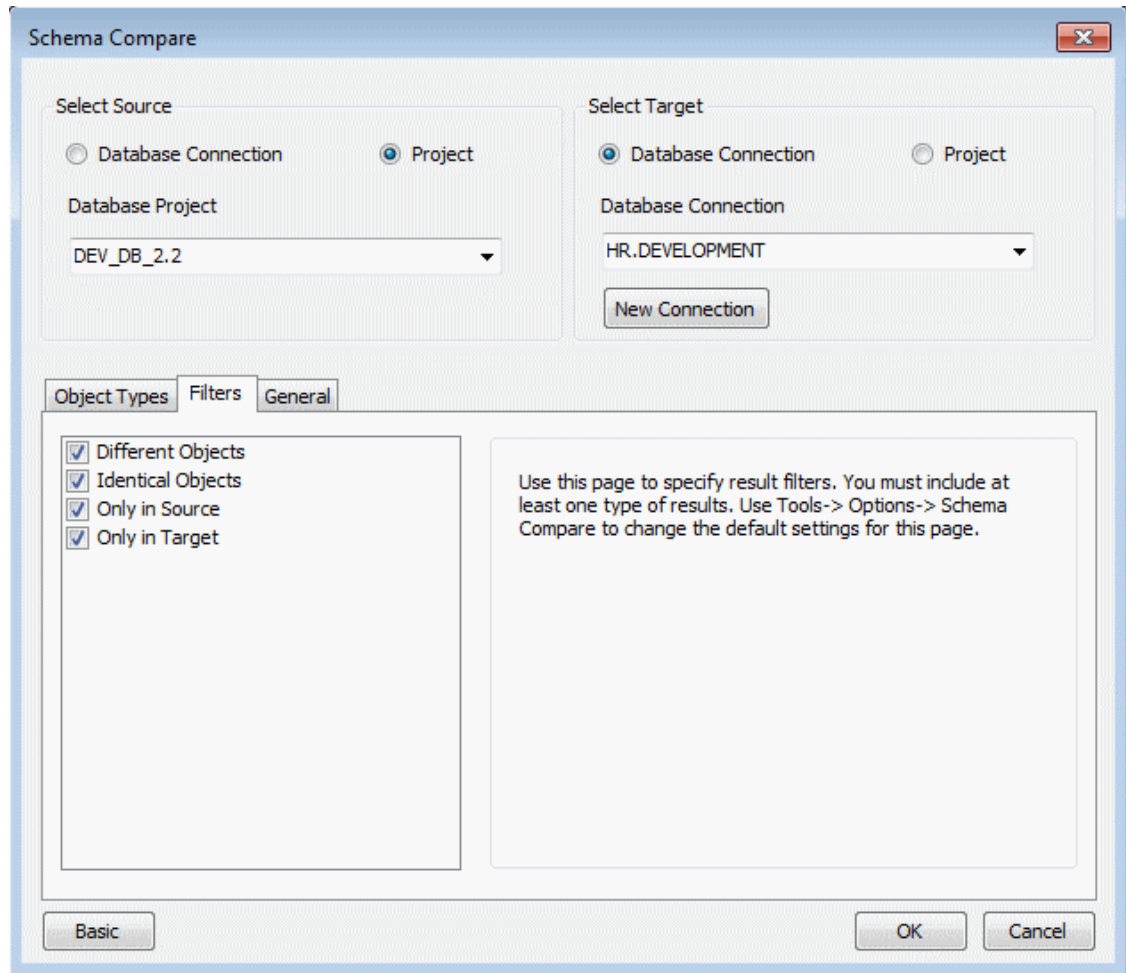 Schema Compare
Select Source
Database Connection
Project
Database Project
DEV_DB_2.2
Select Target
Database Connection
Project
Database Connection
HR.DEVELOPMENT
New Connection
Object Types
Filters
General
Different Objects
Identical Objects
Only in Source
Only in Target
Use this page to specify result filters. You must include at
least one type of results. Use Tools-> Options-> Schema
Compare to change the default settings for this page.
Basic
OK
Cancel